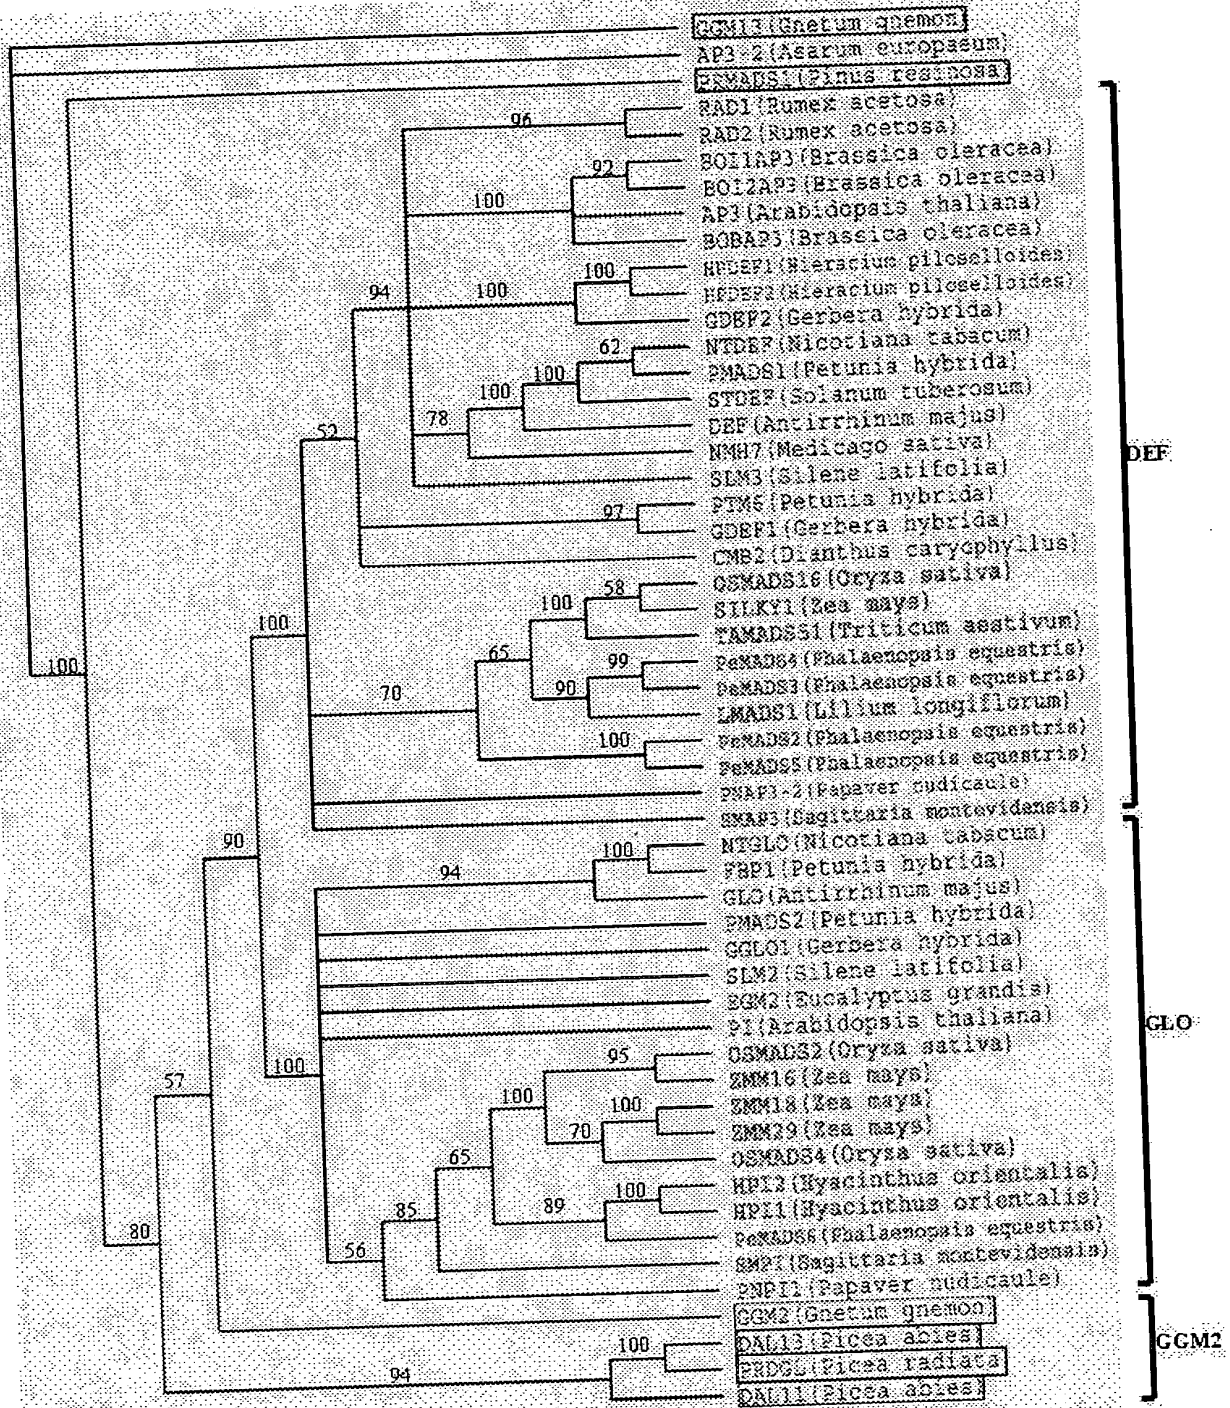 GGM13(Gnetum gnemon)
AP3-2(Asarum europaeum)
PRMADS1(Pinus resinosa)
RAD1(Rumex acetosa)
96
RAD2(Rumex acetosa)
BOI1AP3(Brassica oleracea)
92
BOI2AP3(Brassica oleracea)
100
AP3(Arabidopsis thaliana)
BOBAP3(Brassica oleracea)
HPDEF1(Hieracium piloselloides)
100
94
100
HPDEF2(Hieracium piloselloides)
GDEF2(Gerbera hybrida)
NTDEF(Nicotiana tabacum)
62
PMADS1(Petunia hybrida)
100
100
STDEF(Solanum tuberosum)
78
DEF(Antirrhinum majus)
52
NMH7(Medicago sativa)
DEF
SLM3(Silene latifolia)
PTM6(Petunia hybrida)
97
GDEF1(Gerbera hybrida)
CMB2(Dianthus caryophyllus)
OSMADS16(Oryza sativa)
58
100
SILKY1(Zea mays)
100
TAMADS51(Triticum aestivum)
65
99
PeMADS4(Phalaenopsis equestris)
100
70
90
PeMADS3(Phalaenopsis equestris)
LMADS1(Lilium longiflorum)
100
PeMADS2(Phalaenopsis equestris)
PeMADS5(Phalaenopsis equestris)
PNAP3-2(Papaver nudicaule)
SMAP3(Sagittaria montevidensis)
90
NTGLO(Nicotiana tabacum)
100
94
FBP1(Petunia hybrida)
GLO(Antirrhinum majus)
PMADS2(Petunia hybrida)
GGLO1(Gerbera hybrida)
SLM2(Silene latifolia)
EGM2(Eucalyptus grandis)
PI(Arabidopsis thaliana)
GLO
OSMADS2(Oryza sativa)
95
100
57
ZMM16(Zea mays)
100
100
ZMM18(Zea mays)
70
ZMM29(Zea mays)
65
OSMADS4(Oryza sativa)
HPI2(Hyacinthus orientalis)
100
85
89
HPI1(Hyacinthus orientalis)
80
PeMADS6(Phalaenopsis equestris)
56
SMPI(Sagittaria montevidensis)
PNPI1(Papaver nudicaule)
GGM2(Gnetum gnemon)
100
DAL13(Picea abies)
GGM2
94
PRDGL(Picea radiata
DAL11(Picea abies)